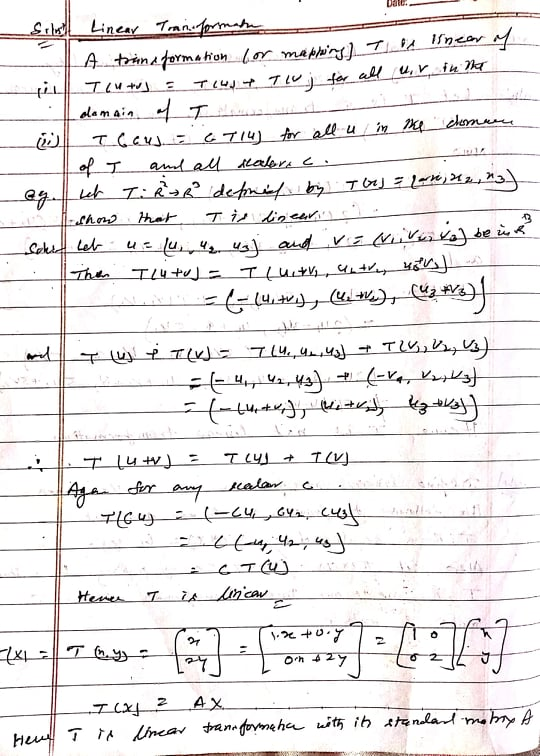 Date:
Linear Transformation
A transformation (or mapping) T is linear if
(i) T(u+v) = T(u) + T(v) for all u, v, in the
domain of T
(ii) T(cu) = c T(u) for all u in the domain
of T and all scalars c.
eg. Let T: R³→R³ defined by T(x) = (-x1, x2, x3)
show that T is linear.
Soln Let u = (u1, u2, u3) and v = (v1, v2, v3) be in R³
Then T(u+v) = T(u1+v1, u2+v2, u3+v3)
= (-(u1+v1), (u2+v2), (u3+v3))
and T(u) + T(v) = T(u1, u2, u3) + T(v1, v2, v3)
= (-u1, u2, u3) + (-v1, v2, v3)
= (-(u1+v1), (u2+v2), u3+v3))
∴ T(u+v) = T(u) + T(v)
Again for any scalar c.
T(cu) = (-cu1, cu2, cu3)
= c(-u1, u2, u3)
= c T(u)
Hence T is linear
T(x) = T(x,y) = [x 2y] = [1.x + 0.y 0.x + 2y] = [1 0 0 2] [x y]
T(x) = AX
Hence T is linear transformation with its standard matrix A